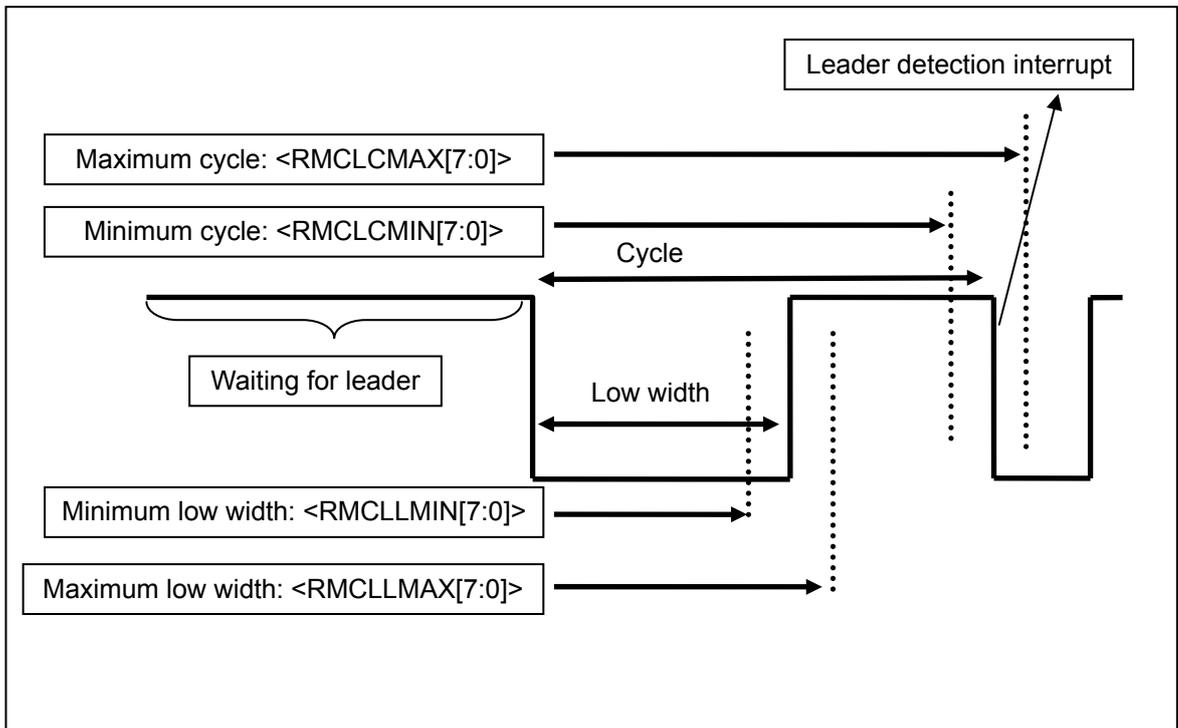 Leader detection interrupt
Maximum cycle: <RMCLCMAX[7:0]>
Minimum cycle: <RMCLCMIN[7:0]>
Cycle
Waiting for leader
Low width
Minimum low width: <RMCLLMIN[7:0]>
Maximum low width: <RMCLLMAX[7:0]>